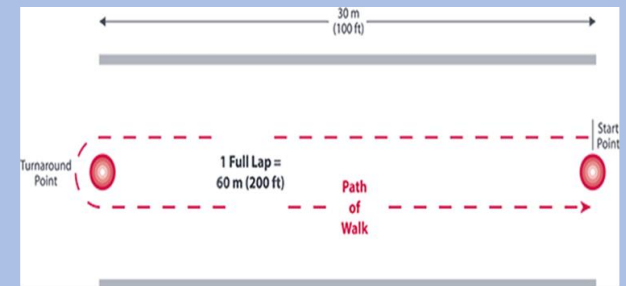 30 m
(100 ft)
Start
Point
Turnaround
Point
1 Full Lap =
60 m (200 ft)
Path
of
Walk